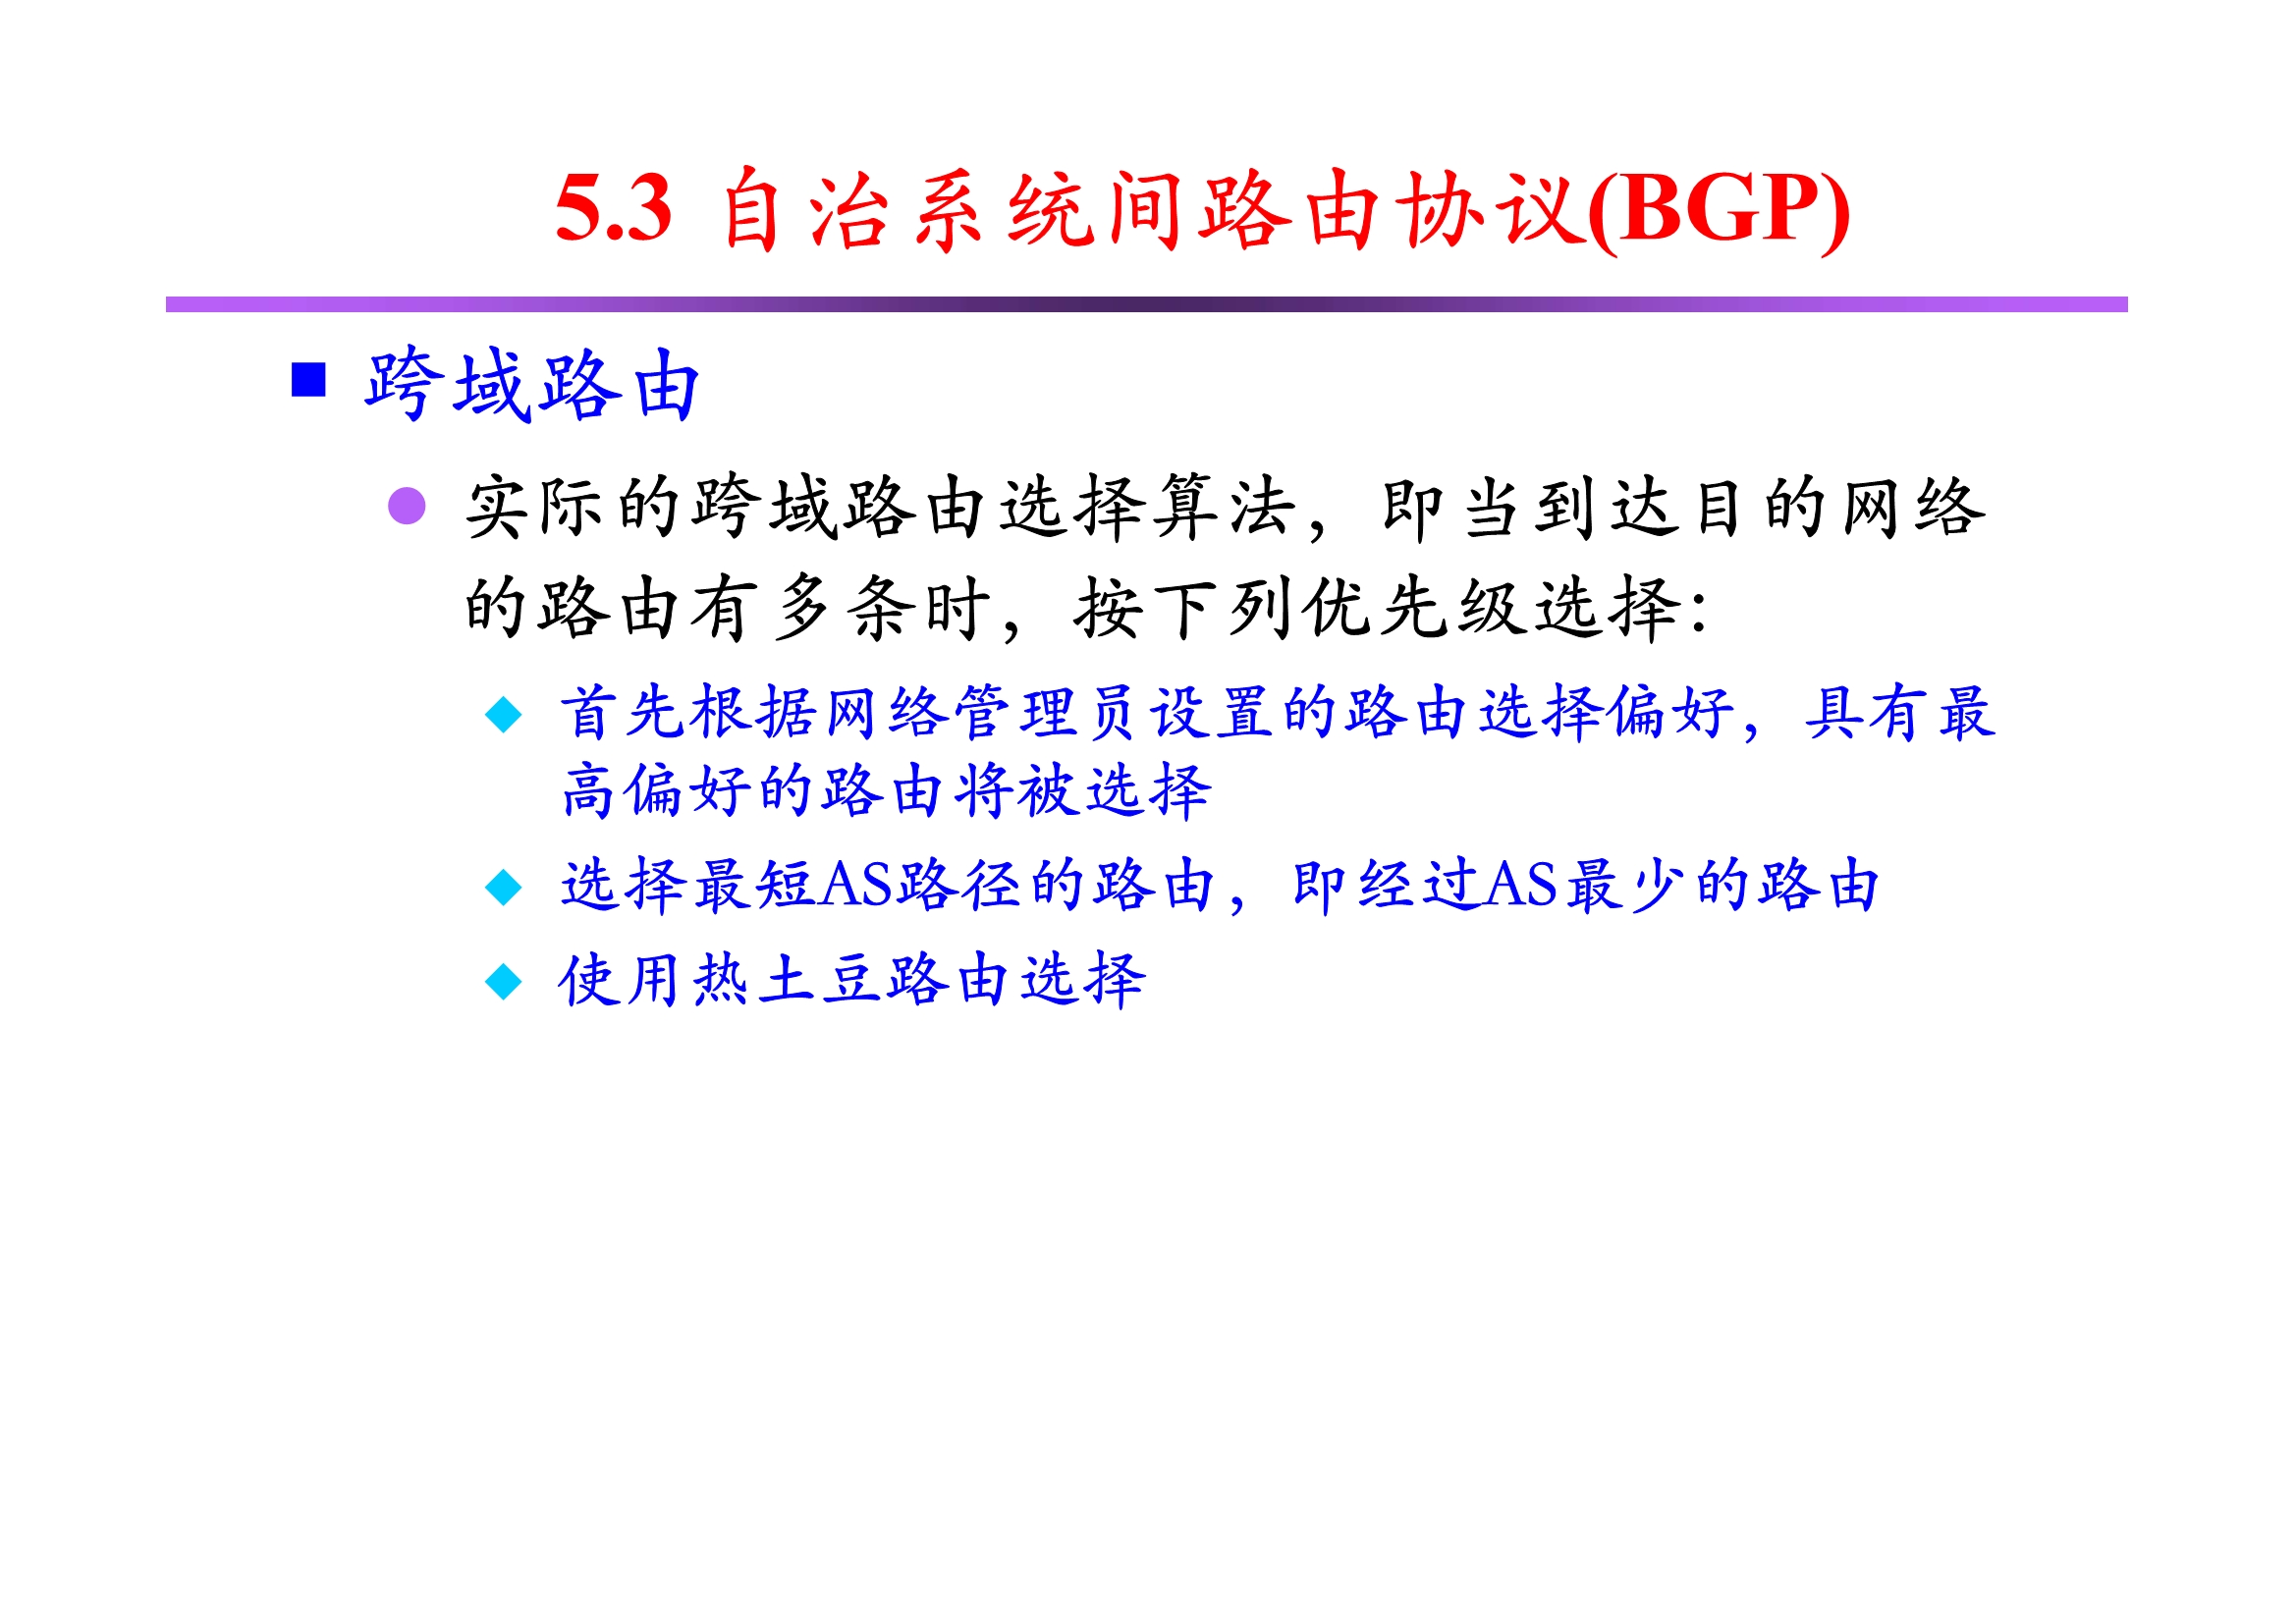 5.3 自治系统间路由协议(BGP)
跨域路由
实际的跨域路由选择算法，即当到达目的网络
的路由有多条时，按下列优先级选择：
首先根据网络管理员设置的路由选择偏好，具有最
高偏好的路由将被选择
选择最短AS路径的路由，即经过AS最少的路由
使用热土豆路由选择